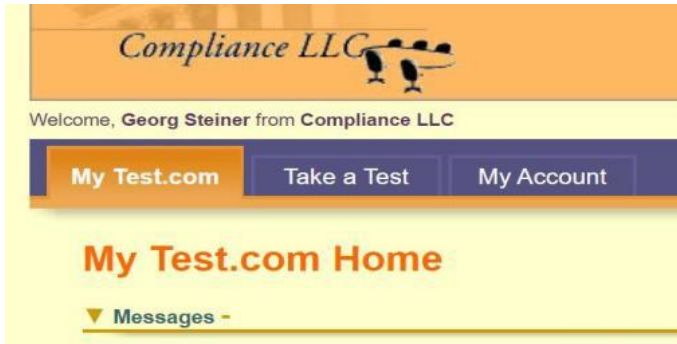 Compliance LLC
Welcome, Georg Steiner from Compliance LLC
My Test.com Take a Test My Account
My Test.com Home
Messages -